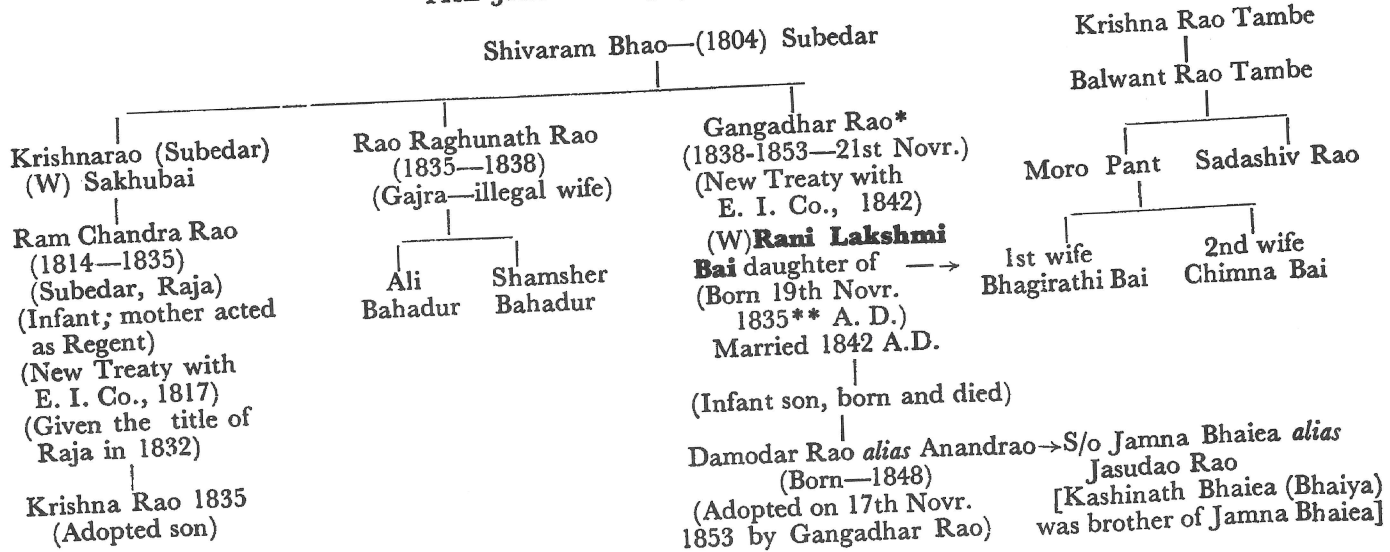 Shivaram Bhao—(1804) Subedar
Krishnarao (Subedar)
(W) Sakhubai
Ram Chandra Rao
(1814—1835)
(Subedar, Raja)
(Infant; mother acted
as Regent)
(New Treaty with
E. I. Co., 1817)
(Given the title of
Raja in 1832)
Krishna Rao 1835
(Adopted son)
Rao Raghunath Rao
(1835—1838)
(Gajra—illegal wife)
Ali
Bahadur
Shamsher
Bahadur
Gangadhar Rao*
(1838-1853—21st Novr.)
(New Treaty with
E. I. Co., 1842)
(W)Rani Lakshmi
Bai daughter of
(Born 19th Novr.
1835** A. D.)
Married 1842 A.D.
(Infant son, born and died)
Damodar Rao alias Anandrao→S/o Jamna Bhaiea alias
Jasudao Rao
(Born—1848)
[Kashinath Bhaiea (Bhaiya)
(Adopted on 17th Novr.
was brother of Jamna Bhaiea]
1853 by Gangadhar Rao)
Krishna Rao Tambe
Balwant Rao Tambe
Moro Pant
Sadashiv Rao
1st wife
Bhagirathi Bai
2nd wife
Chimna Bai